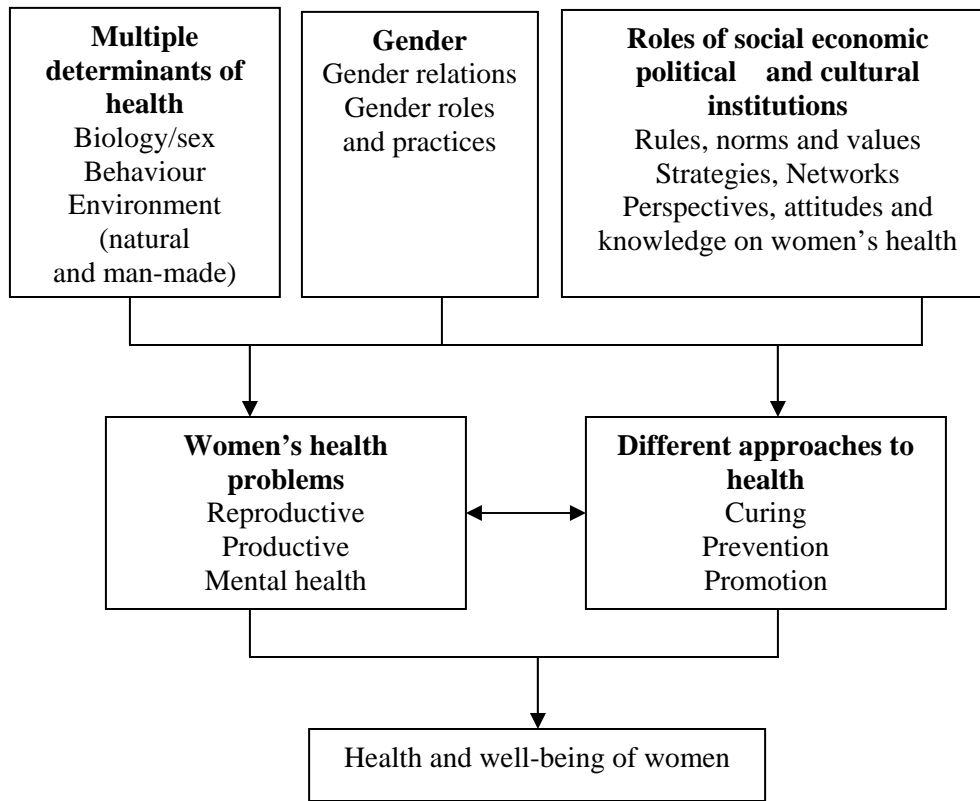 Multiple
determinants of
health
Biology/sex
Behaviour
Environment
(natural
and man-made)
Gender
Gender relations
Gender roles
and practices
Roles of social economic
political and cultural
institutions
Rules, norms and values
Strategies, Networks
Perspectives, attitudes and
knowledge on women’s health
Women’s health
problems
Reproductive
Productive
Mental health
Different approaches to
health
Curing
Prevention
Promotion
Health and well-being of women